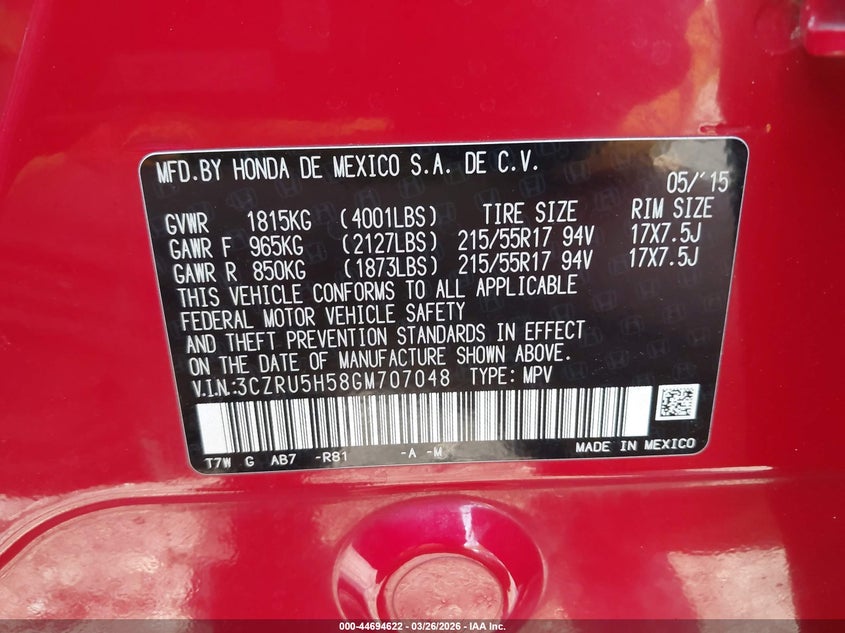 MFD.BY HONDA DE MEXICO S.A. DE C.V.
05/'15
GVWR 1815KG (4001LBS) TIRE SIZE RIM SIZE
GAWR F 965KG (2127LBS) 215/55R17 94V 17X7.5J
GAWR R 850KG (1873LBS) 215/55R17 94V 17X7.5J
THIS VEHICLE CONFORMS TO ALL APPLICABLE
FEDERAL MOTOR VEHICLE SAFETY
AND THEFT PREVENTION STANDARDS IN EFFECT
ON THE DATE OF MANUFACTURE SHOWN ABOVE.
V.I.N.:3CZRU5H58GM707048 TYPE: MPV
T7W G AB7 -R81 -A -M MADE IN MEXICO
000-44694622 - 03/26/2026 - IAA Inc.